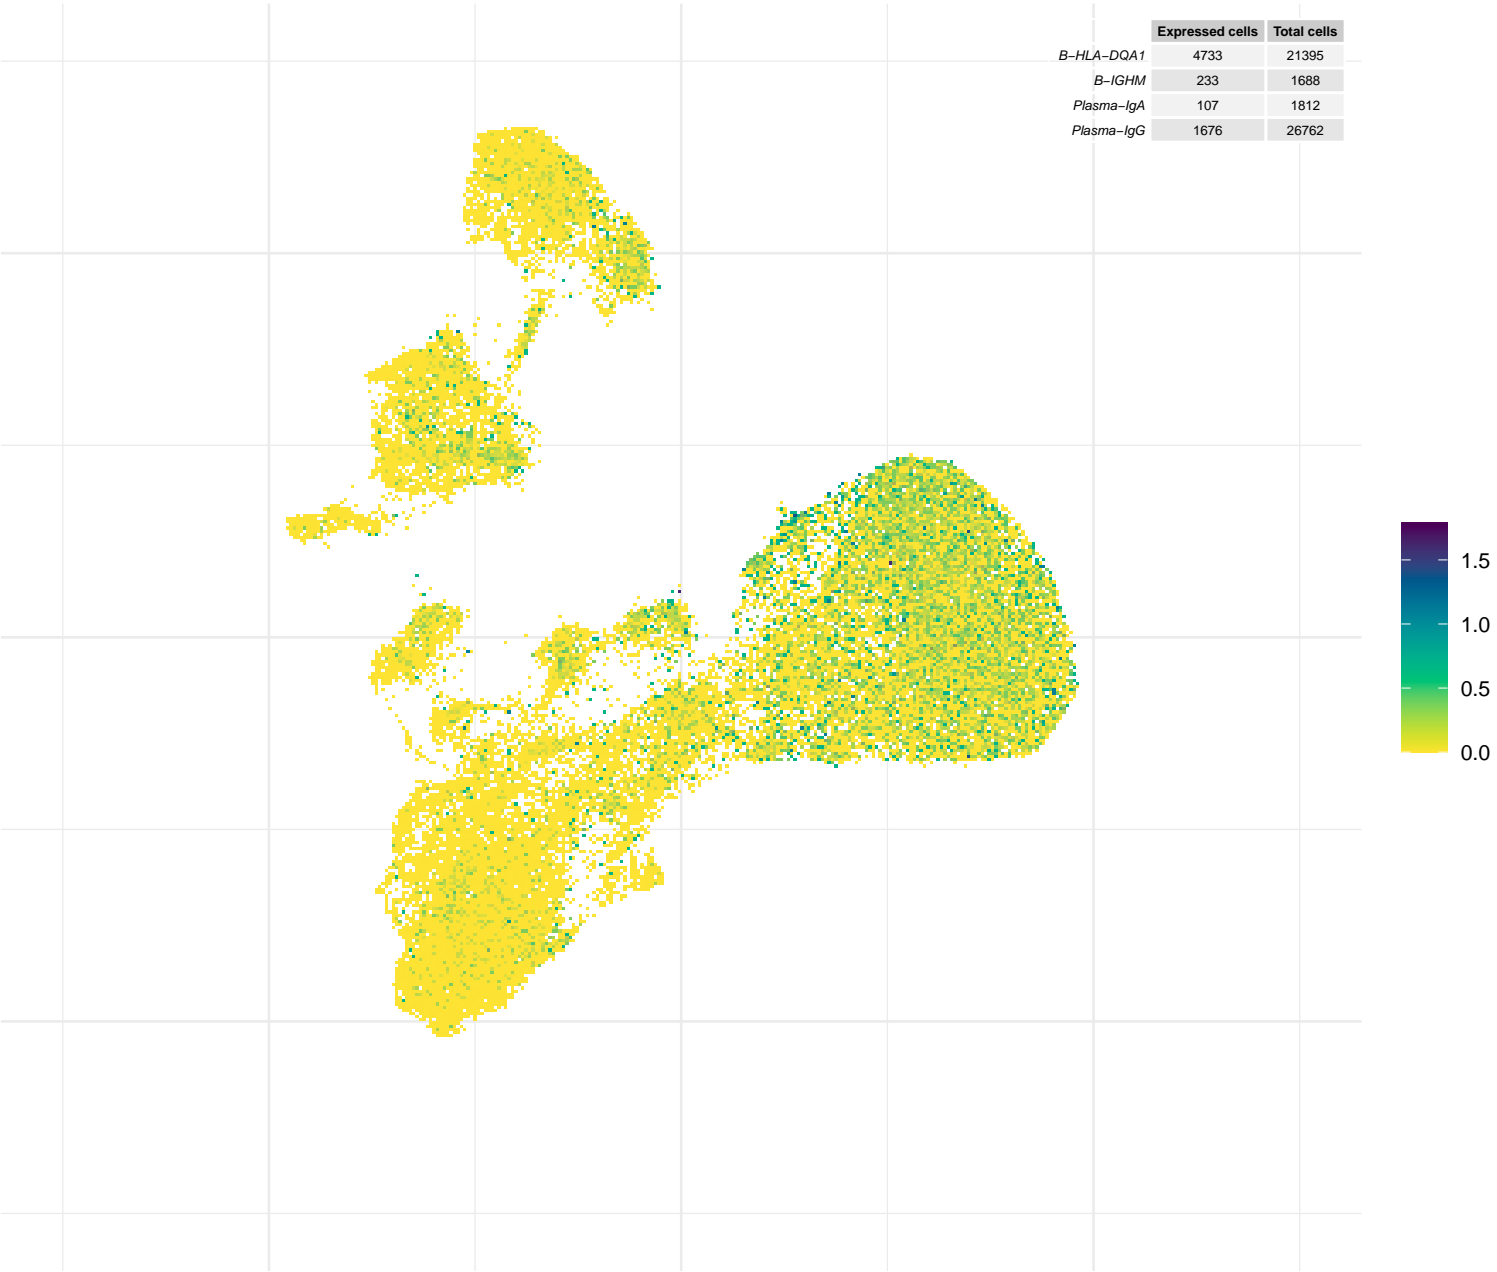 Expressed cells Total cells
B−HLA−DQA1 4733 21395
B−IGHM 233 1688
Plasma−IgA 107 1812
Plasma−IgG 1676 26762
1.5
1.0
0.5
0.0